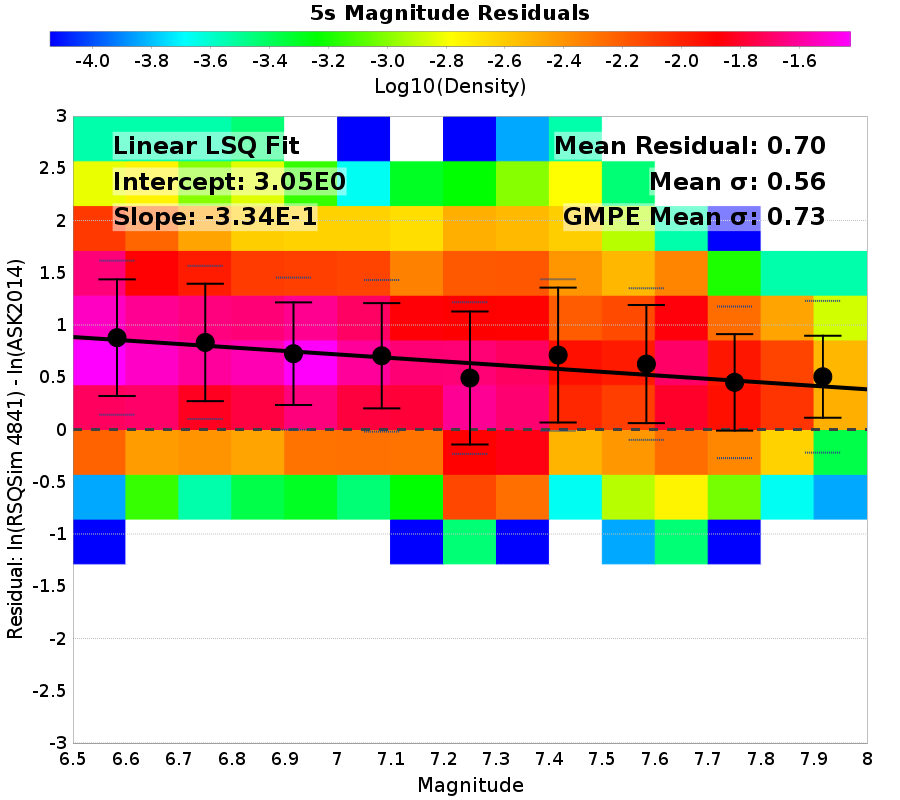 5s Magnitude Residuals
-4.0 -3.8 -3.6 -3.4 -3.2 -3.0 -2.8 -2.6 -2.4 -2.2 -2.0 -1.8 -1.6
Log10(Density)
Linear LSQ Fit
Intercept: 3.05E0
Slope: -3.34E-1
Mean Residual: 0.70
Mean σ: 0.56
GMPE Mean σ: 0.73
Residual: ln(RSQSim 4841) - ln(ASK2014)
3
2.5
2
1.5
1
0.5
0
-0.5
-1
-1.5
-2
-2.5
-3
6.5 6.6 6.7 6.8 6.9 7 7.1 7.2 7.3 7.4 7.5 7.6 7.7 7.8 7.9 8
Magnitude